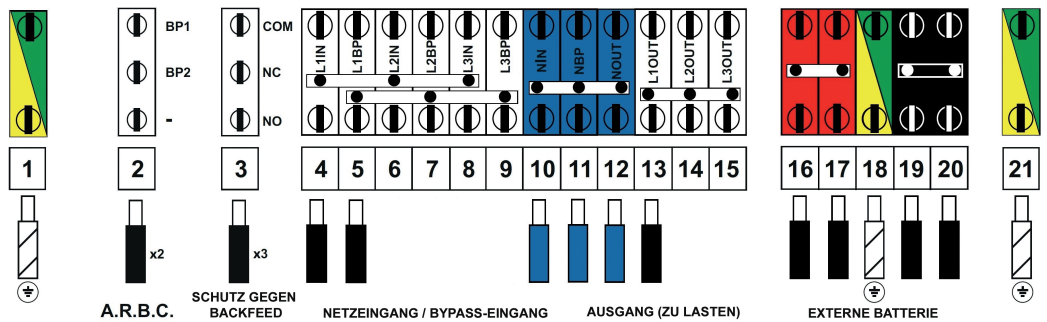 BP1
BP2
-
COM
NC
NO
L1IN
L1BP
L2IN
L2BP
L3IN
L3BP
NIN
NBP
NOUT
L1OUT
L2OUT
L3OUT
1 2 3 4 5 6 7 8 9 10 11 12 13 14 15 16 17 18 19 20 21
x2
x3
A.R.B.C.
SCHUTZ GEGEN
BACKFEED
NETZEINGANG / BYPASS-EINGANG
AUSGANG (ZU LASTEN)
EXTERNE BATTERIE